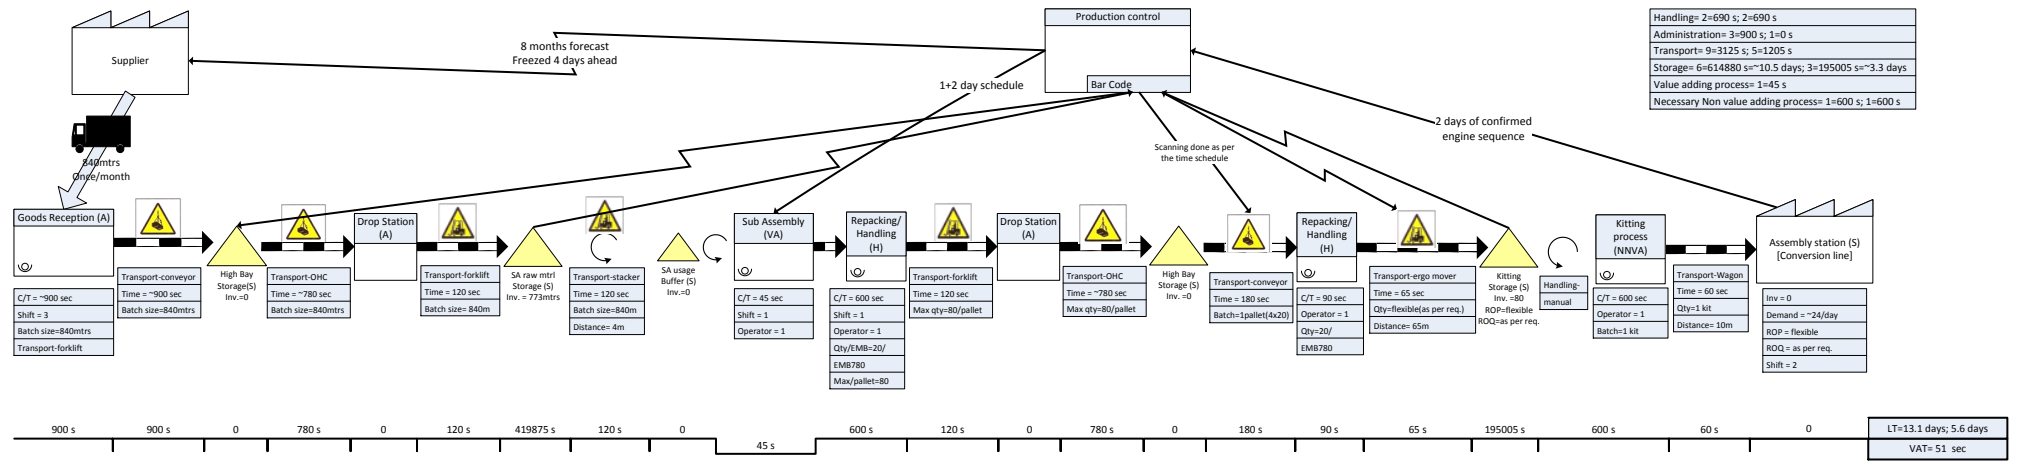 Supplier
8 months forecast
Freezed 4 days ahead
Production control
Bar Code
1+2 day schedule
Handling= 2=690 s; 2=690 s
Administration= 3=900 s; 1=0 s
Transport= 9=3125 s; 5=1205 s
Storage= 6=614880 s=~10.5 days; 3=195005 s=~3.3 days
Value adding process= 1=45 s
Necessary Non value adding process= 1=600 s; 1=600 s
840mtrs
Once/month
Scanning done as per
the time schedule
2 days of confirmed
engine sequence
Goods Reception (A)
C/T = ~900 sec
Shift = 3
Batch size=840mtrs
Transport-forklift
Transport-conveyor
Time = ~900 sec
Batch size=840mtrs
High Bay
Storage(S)
Inv.=0
Transport-OHC
Time = ~780 sec
Batch size=840mtrs
Drop Station
(A)
Transport-forklift
Time = 120 sec
Batch size= 840m
SA raw mtrl
Storage (S)
Inv. = 773mtrs
Transport-stacker
Time = 120 sec
Batch size=840m
Distance= 4m
SA usage
Buffer (S)
Inv.=0
Sub Assembly
(VA)
C/T = 45 sec
Shift = 1
Operator = 1
Repacking/
Handling
(H)
C/T = 600 sec
Shift = 1
Operator = 1
Qty/EMB=20/
EMB780
Max/pallet=80
Transport-forklift
Time = 120 sec
Max qty=80/pallet
Drop Station
(A)
Transport-OHC
Time = ~780 sec
Max qty=80/pallet
High Bay
Storage (S)
Inv. =0
Transport-conveyor
Time = 180 sec
Batch=1pallet(4x20)
Repacking/
Handling
(H)
C/T = 90 sec
Operator = 1
Qty=20/
EMB780
Transport-ergo mover
Time = 65 sec
Qty=flexible(as per req.)
Distance= 65m
Kitting
Storage (S)
Inv. =80
ROP=flexible
ROQ=as per req.
Handling-
manual
Kitting
process
(NNVA)
C/T = 600 sec
Operator = 1
Batch=1 kit
Transport-Wagon
Time = 60 sec
Qty=1 kit
Distance= 10m
Assembly station (S)
[Conversion line]
Inv = 0
Demand = ~24/day
ROP = flexible
ROQ = as per req.
Shift = 2
900 s 900 s 0 780 s 0 120 s 419875 s 120 s 0 45 s 600 s 120 s 0 780 s 0 180 s 90 s 65 s 195005 s 600 s 60 s 0
LT=13.1 days; 5.6 days
VAT= 51 sec